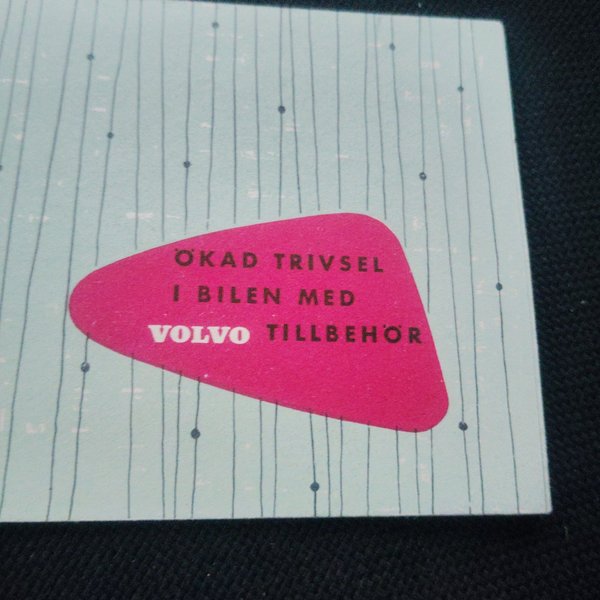 ÖKAD TRIVSEL
I BILEN MED
VOLVO TILLBEHÖR